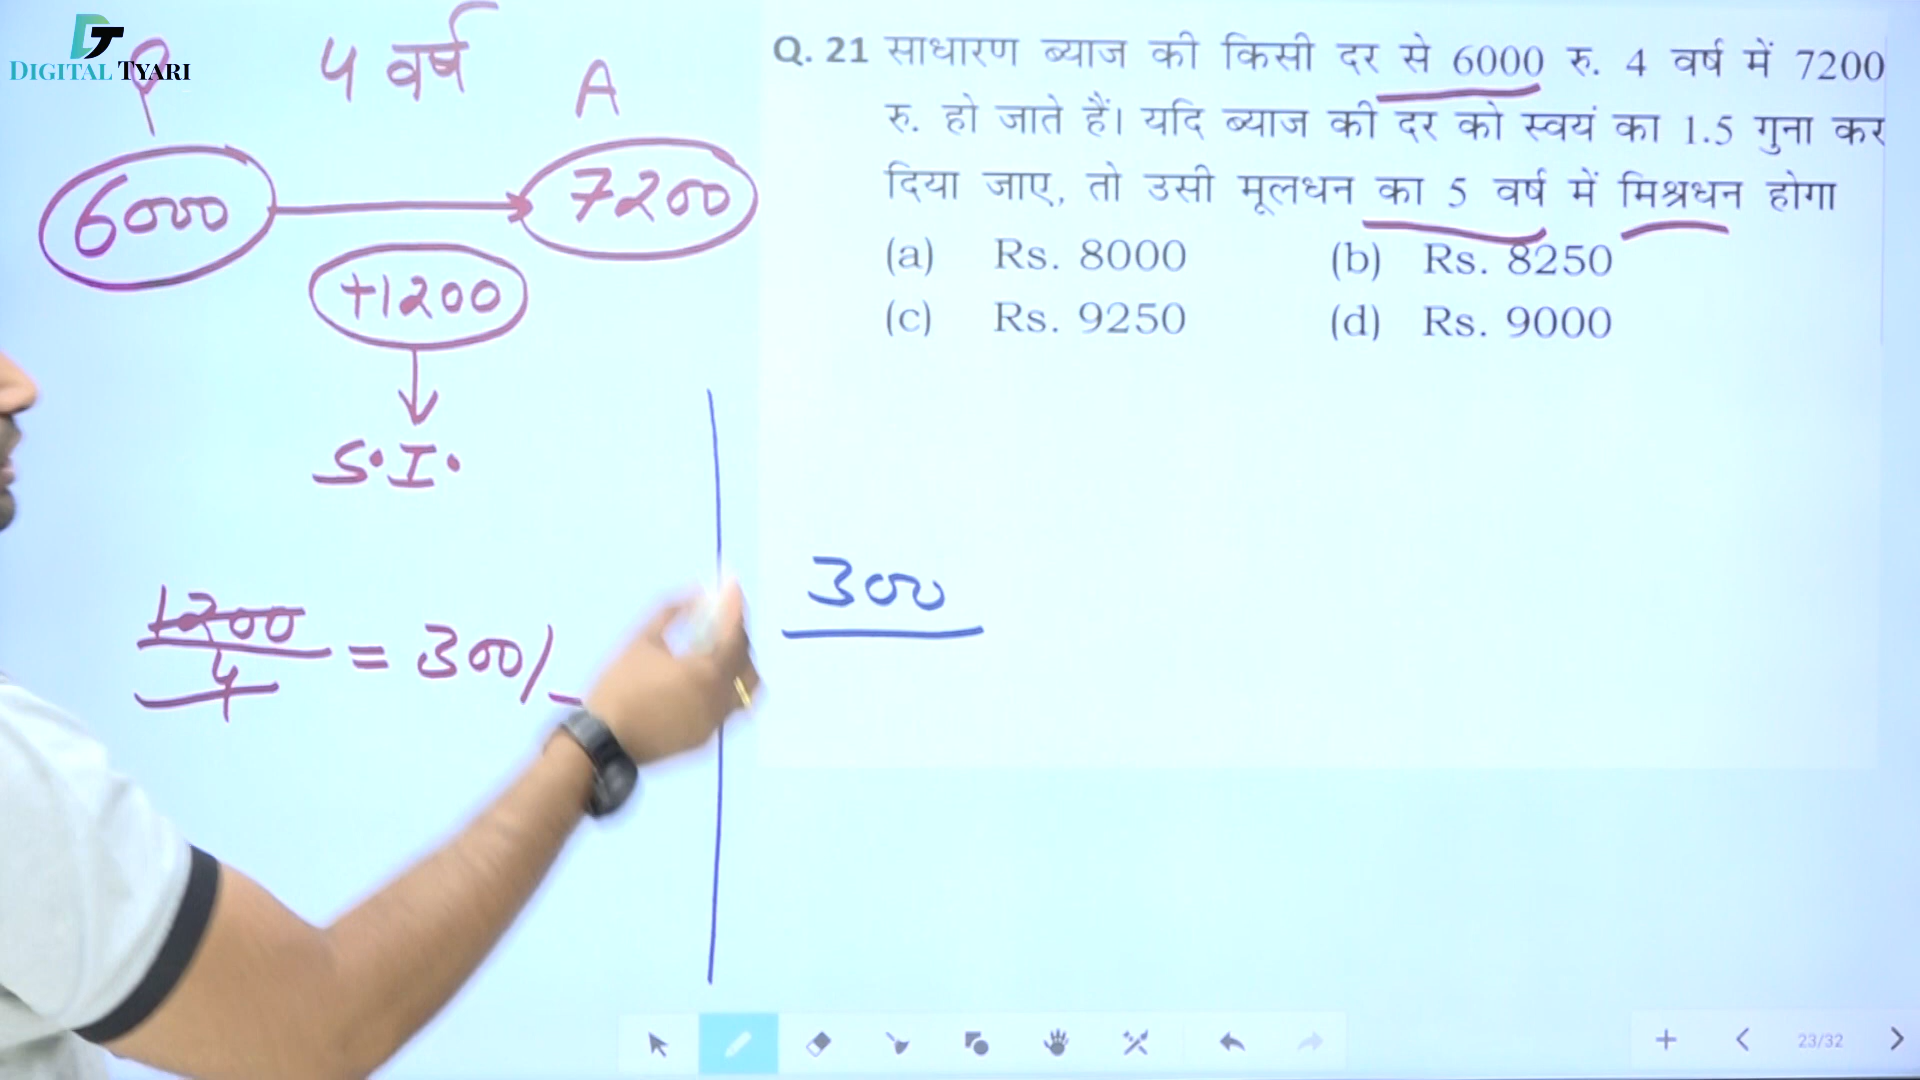 DT
DIGITAL TYARI
P 4 वर्ष A
6000 7200
+1200
S.I.
1200
4
= 300/-
300
Q. 21 साधारण ब्याज की किसी दर से 6000 रु. 4 वर्ष में 7200
रु. हो जाते हैं। यदि ब्याज की दर को स्वयं का 1.5 गुना कर
दिया जाए, तो उसी मूलधन का 5 वर्ष में मिश्रधन होगा
(a) Rs. 8000 (b) Rs. 8250
(c) Rs. 9250 (d) Rs. 9000
23/32